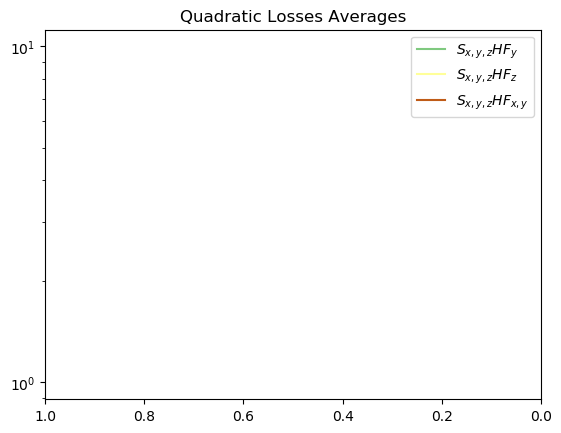 Quadratic Losses Averages
10¹
10⁰
S_{x,y,z}HF_y
S_{x,y,z}HF_z
S_{x,y,z}HF_{x,y}
1.0 0.8 0.6 0.4 0.2 0.0